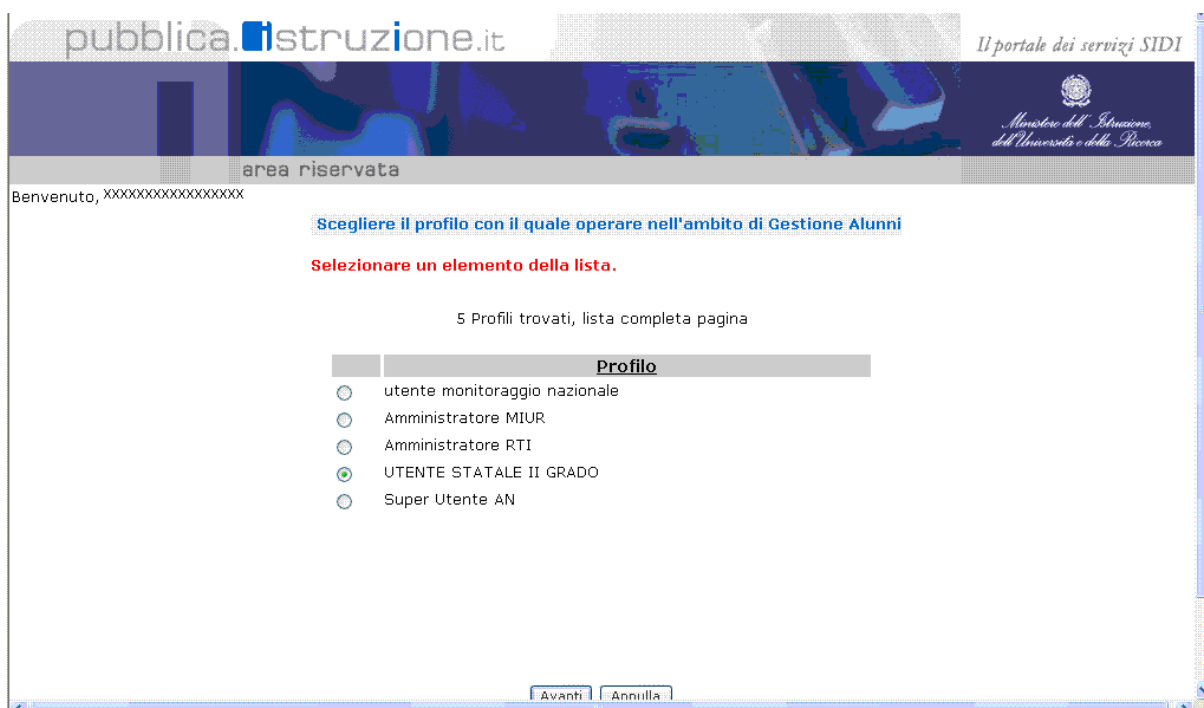 pubblica.istruzione.it
Il portale dei servizi SIDI
Ministero dell'Istruzione,
dell'Università e della Ricerca
area riservata
Benvenuto, XXXXXXXXXXXXXXXXX
Scegliere il profilo con il quale operare nell'ambito di Gestione Alunni
Selezionare un elemento della lista.
5 Profili trovati, lista completa pagina
Profilo
utente monitoraggio nazionale
Amministratore MIUR
Amministratore RTI
UTENTE STATALE II GRADO
Super Utente AN
Avanti Annulla